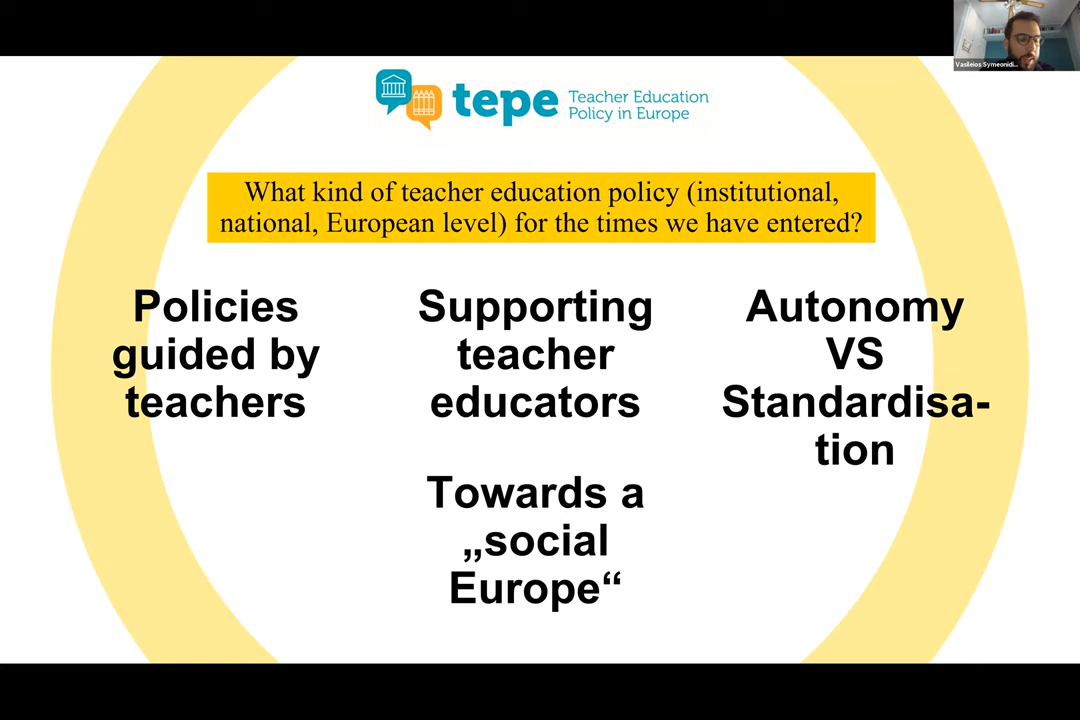 Vasileios Symeonidi...
tepe Teacher Education
Policy in Europe
What kind of teacher education policy (institutional,
national, European level) for the times we have entered?
Policies
guided by
teachers
Supporting
teacher
educators
Autonomy
VS
Standardisa-
tion
Towards a
„social
Europe“